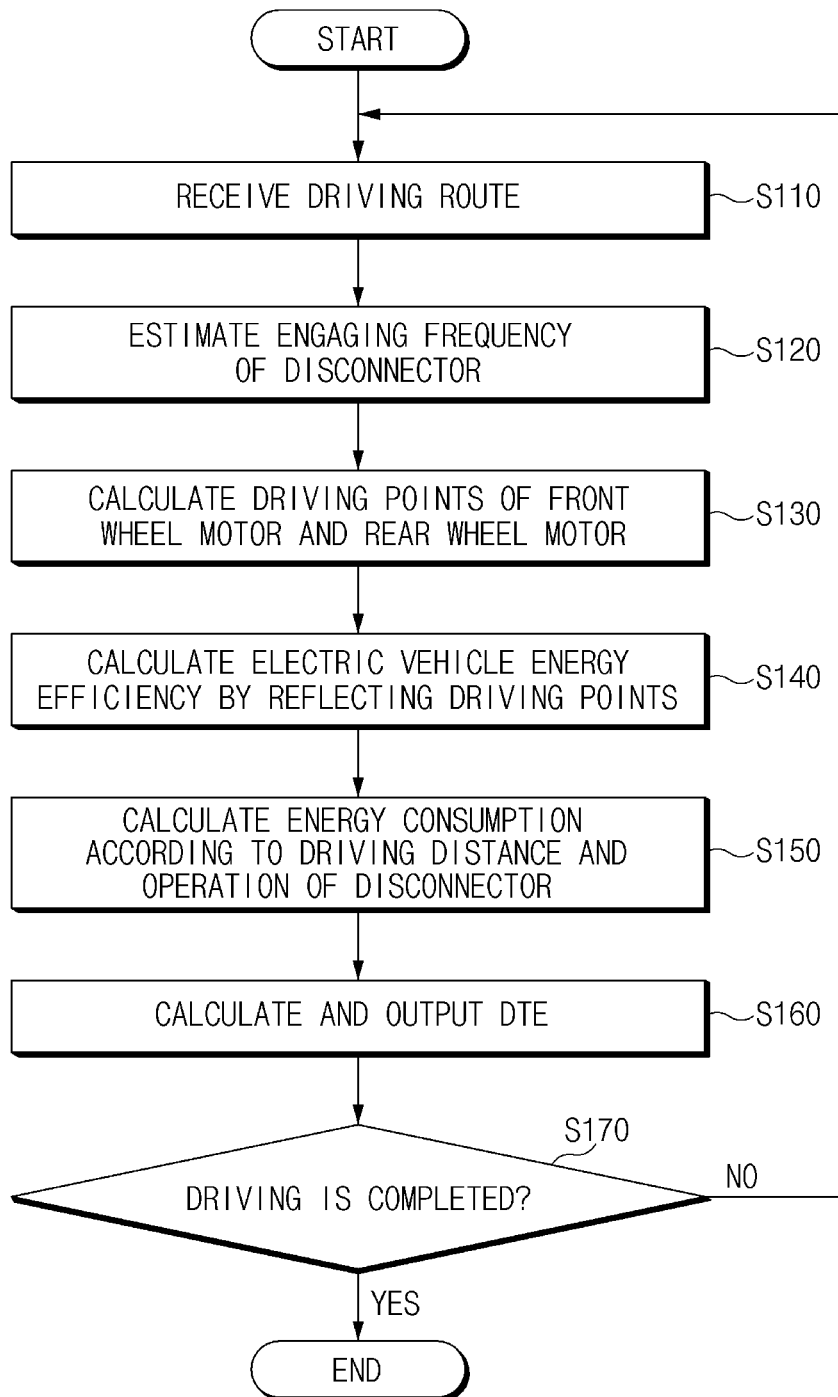 START
RECEIVE DRIVING ROUTE
S110
ESTIMATE ENGAGING FREQUENCY
OF DISCONNECTOR
S120
CALCULATE DRIVING POINTS OF FRONT
WHEEL MOTOR AND REAR WHEEL MOTOR
S130
CALCULATE ELECTRIC VEHICLE ENERGY
EFFICIENCY BY REFLECTING DRIVING POINTS
S140
CALCULATE ENERGY CONSUMPTION
ACCORDING TO DRIVING DISTANCE AND
OPERATION OF DISCONNECTOR
S150
CALCULATE AND OUTPUT DTE
S160
S170
DRIVING IS COMPLETED?
NO
YES
END